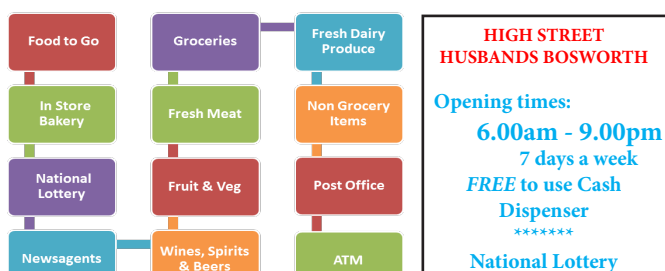 Food to Go
In Store
Bakery
National
Lottery
Newsagents
Groceries
Fresh Meat
Fruit & Veg
Wines, Spirits
& Beers
Fresh Dairy
Produce
Non Grocery
Items
Post Office
ATM
HIGH STREET
HUSBANDS BOSWORTH
Opening times:
6.00am - 9.00pm
7 days a week
FREE to use Cash
Dispenser
*******
National Lottery